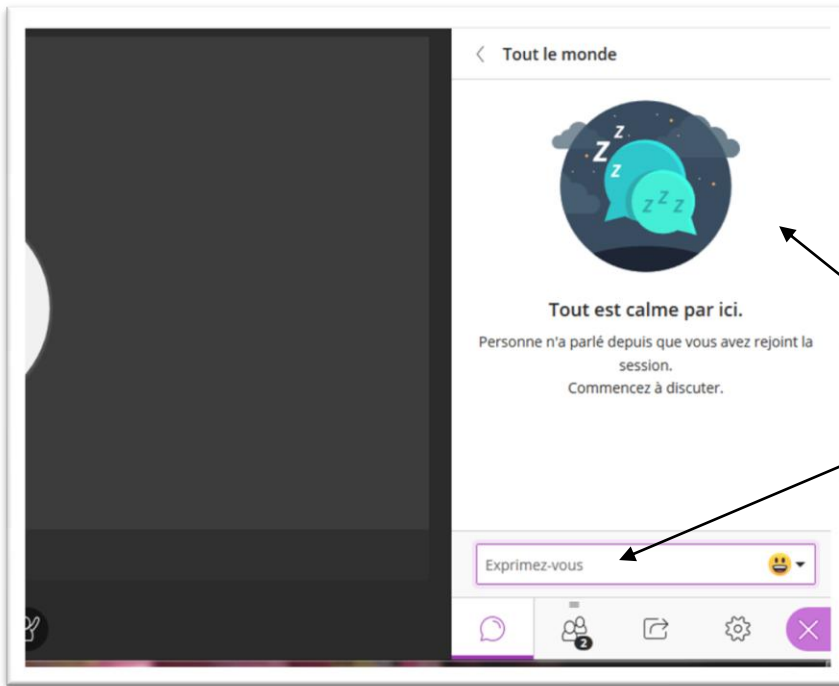 Tout le monde
z
Z
z
z z z
Tout est calme par ici.
Personne n'a parlé depuis que vous avez rejoint la
session.
Commencez à discuter.
Exprimez-vous
2